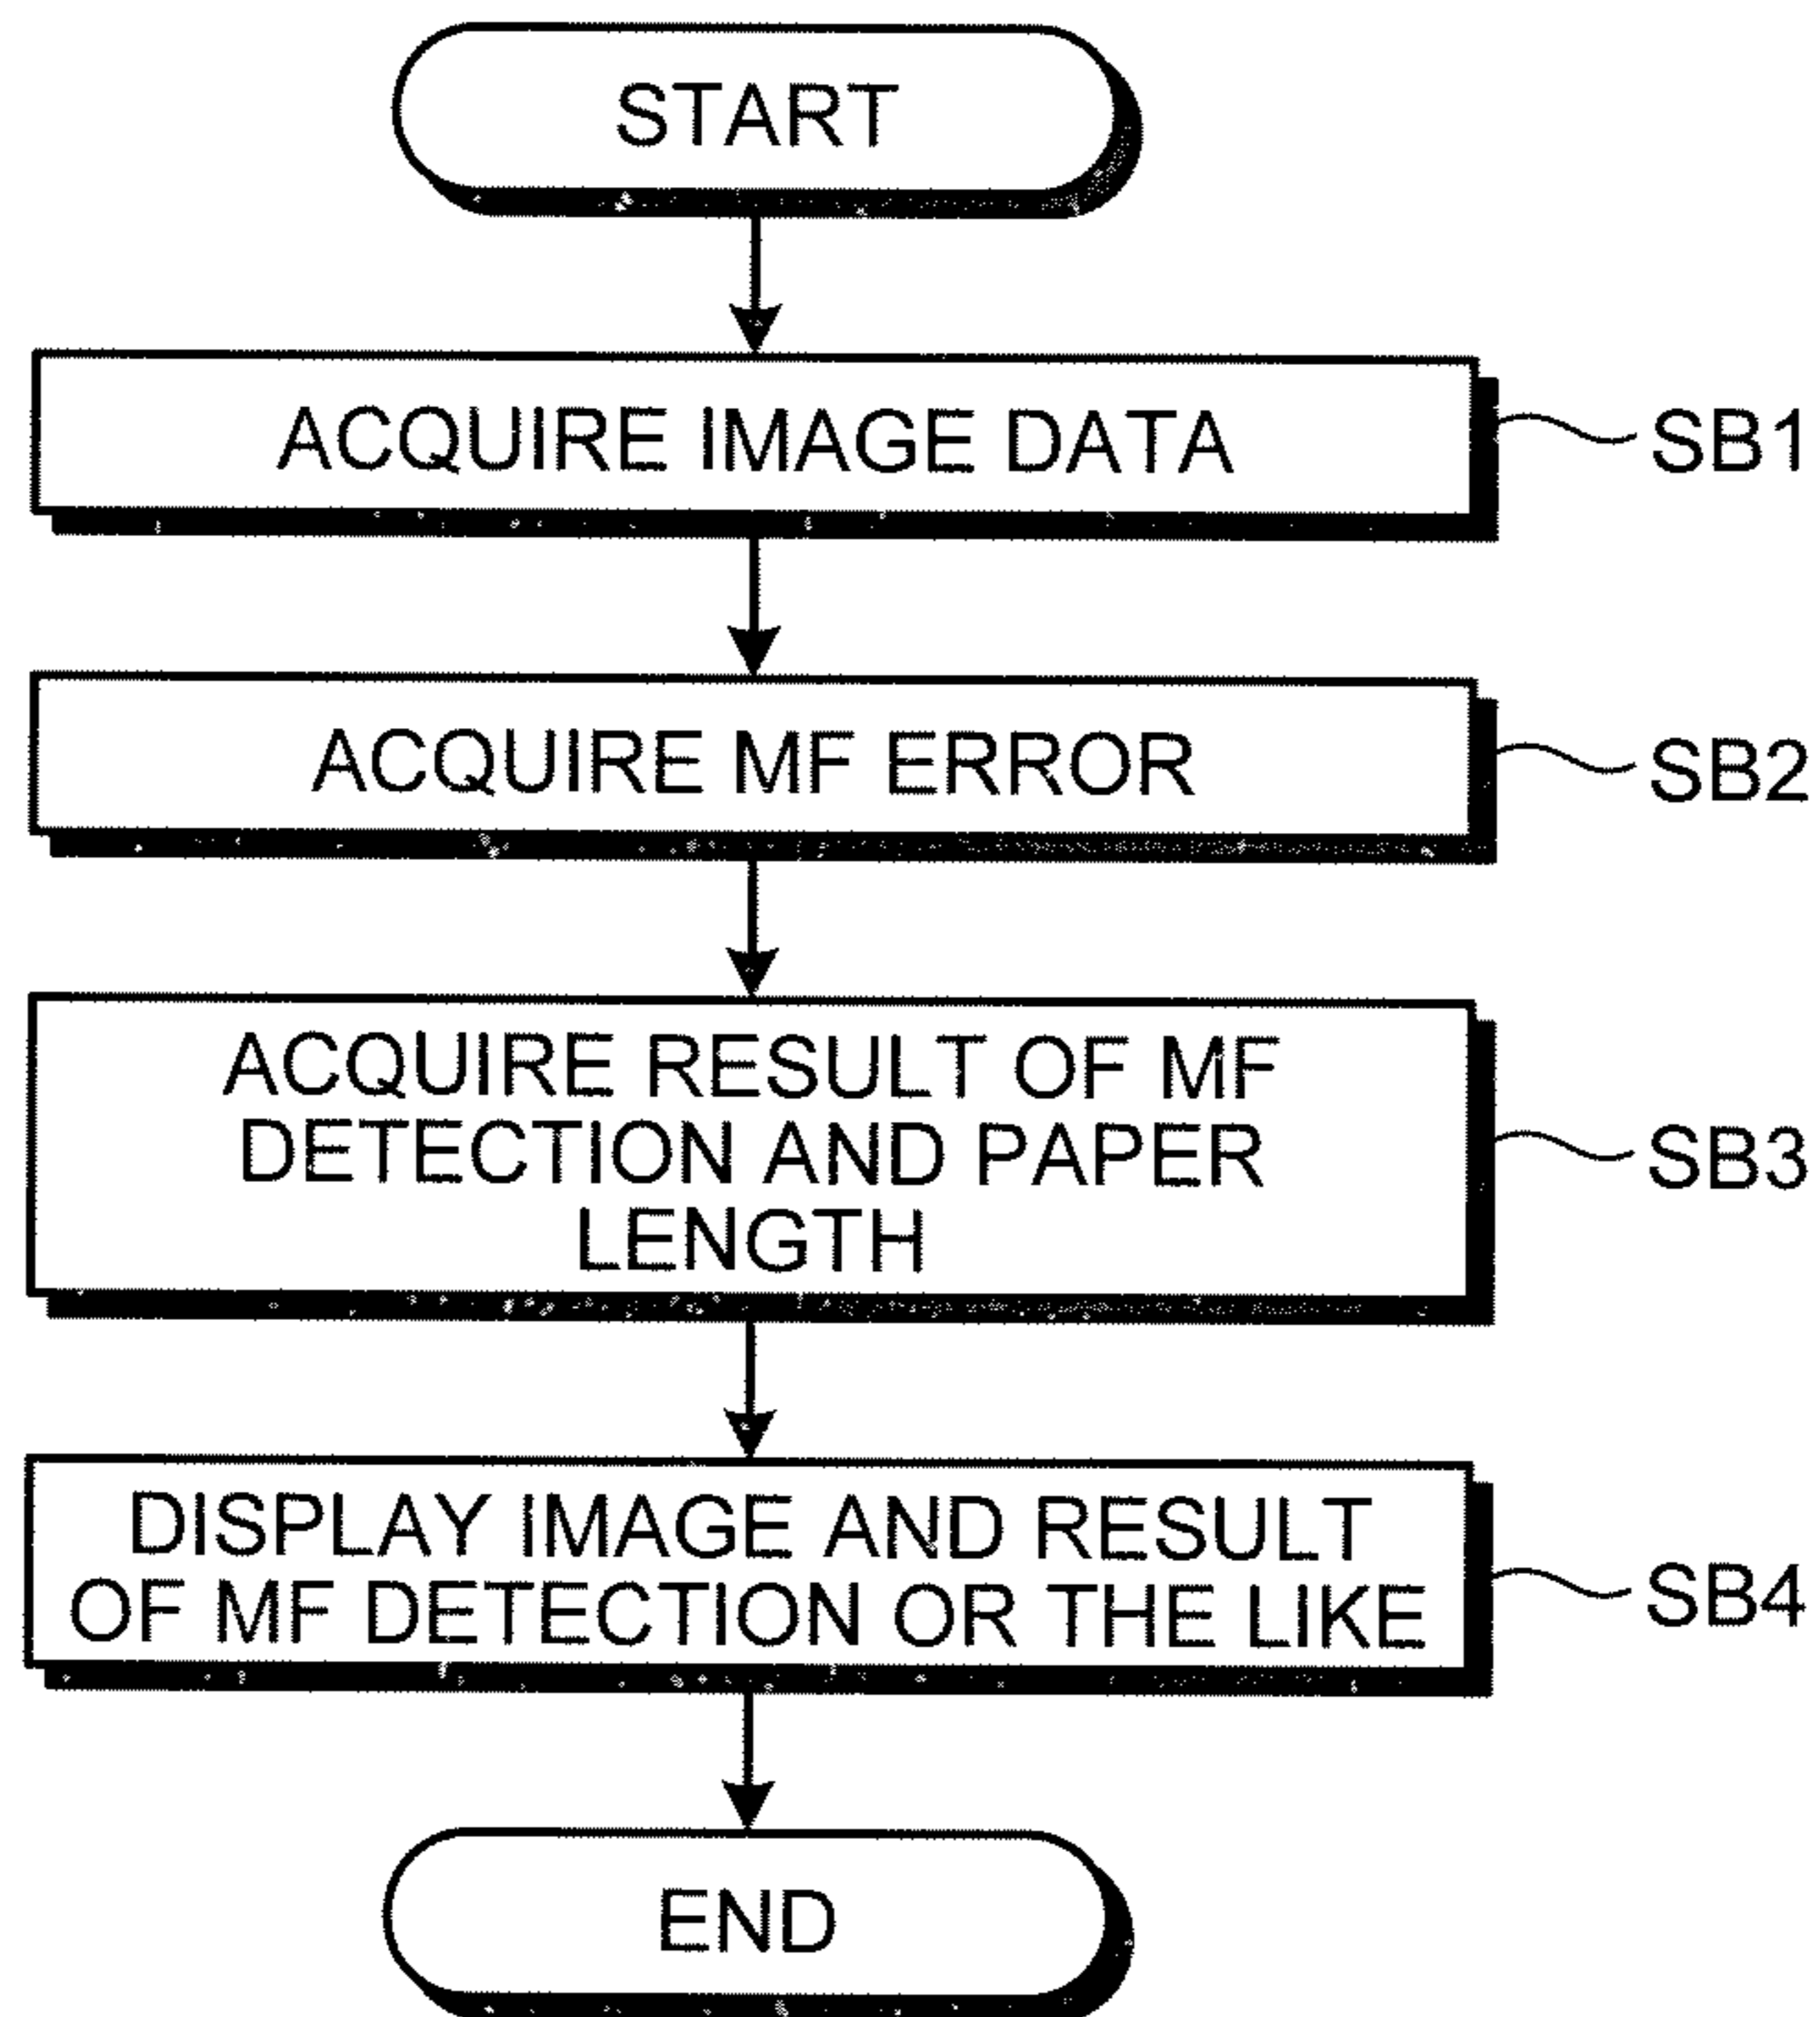 START
ACQUIRE IMAGE DATA
SB1
ACQUIRE MF ERROR
SB2
ACQUIRE RESULT OF MF
DETECTION AND PAPER
LENGTH
SB3
DISPLAY IMAGE AND RESULT
OF MF DETECTION OR THE LIKE
SB4
END